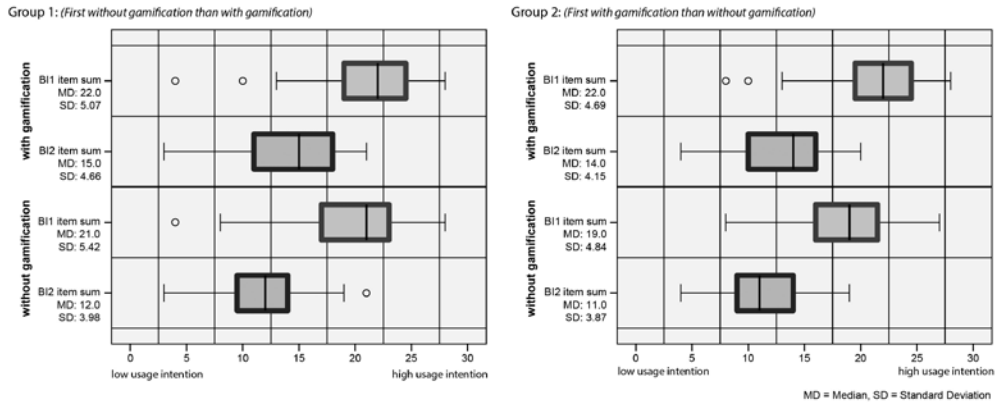 Group 1: (First without gamification than with gamification)
with gamification
BI1 item sum
MD: 22.0
SD: 5.07
BI2 item sum
MD: 15.0
SD: 4.66
without gamification
BI1 item sum
MD: 21.0
SD: 5.42
BI2 item sum
MD: 12.0
SD: 3.98
0 5 10 15 20 25 30
low usage intention high usage intention
Group 2: (First with gamification than without gamification)
with gamification
BI1 item sum
MD: 22.0
SD: 4.69
BI2 item sum
MD: 14.0
SD: 4.15
without gamification
BI1 item sum
MD: 19.0
SD: 4.84
BI2 item sum
MD: 11.0
SD: 3.87
0 5 10 15 20 25 30
low usage intention high usage intention
MD = Median, SD = Standard Deviation